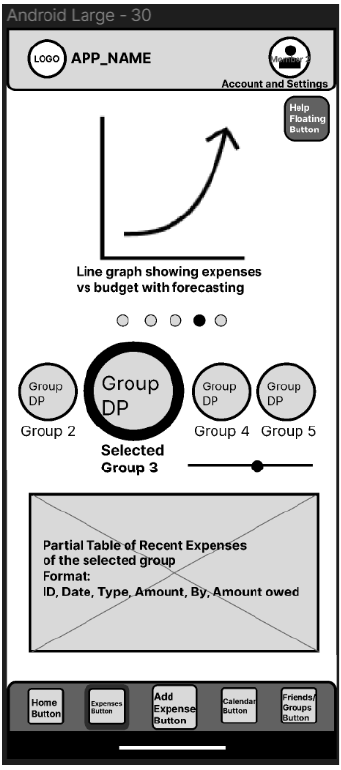 Android Large - 30
LOGO
APP_NAME
Member 2
Account and Settings
Help
Floating
Button
Line graph showing expenses
vs budget with forecasting
Group
DP
Group 2
Group
DP
Selected
Group 3
Group
DP
Group 4
Group
DP
Group 5
Partial Table of Recent Expenses
of the selected group
Format:
ID, Date, Type, Amount, By, Amount owed
Home
Button
Expenses
Button
Add
Expense
Button
Calendar
Button
Friends/
Groups
Button